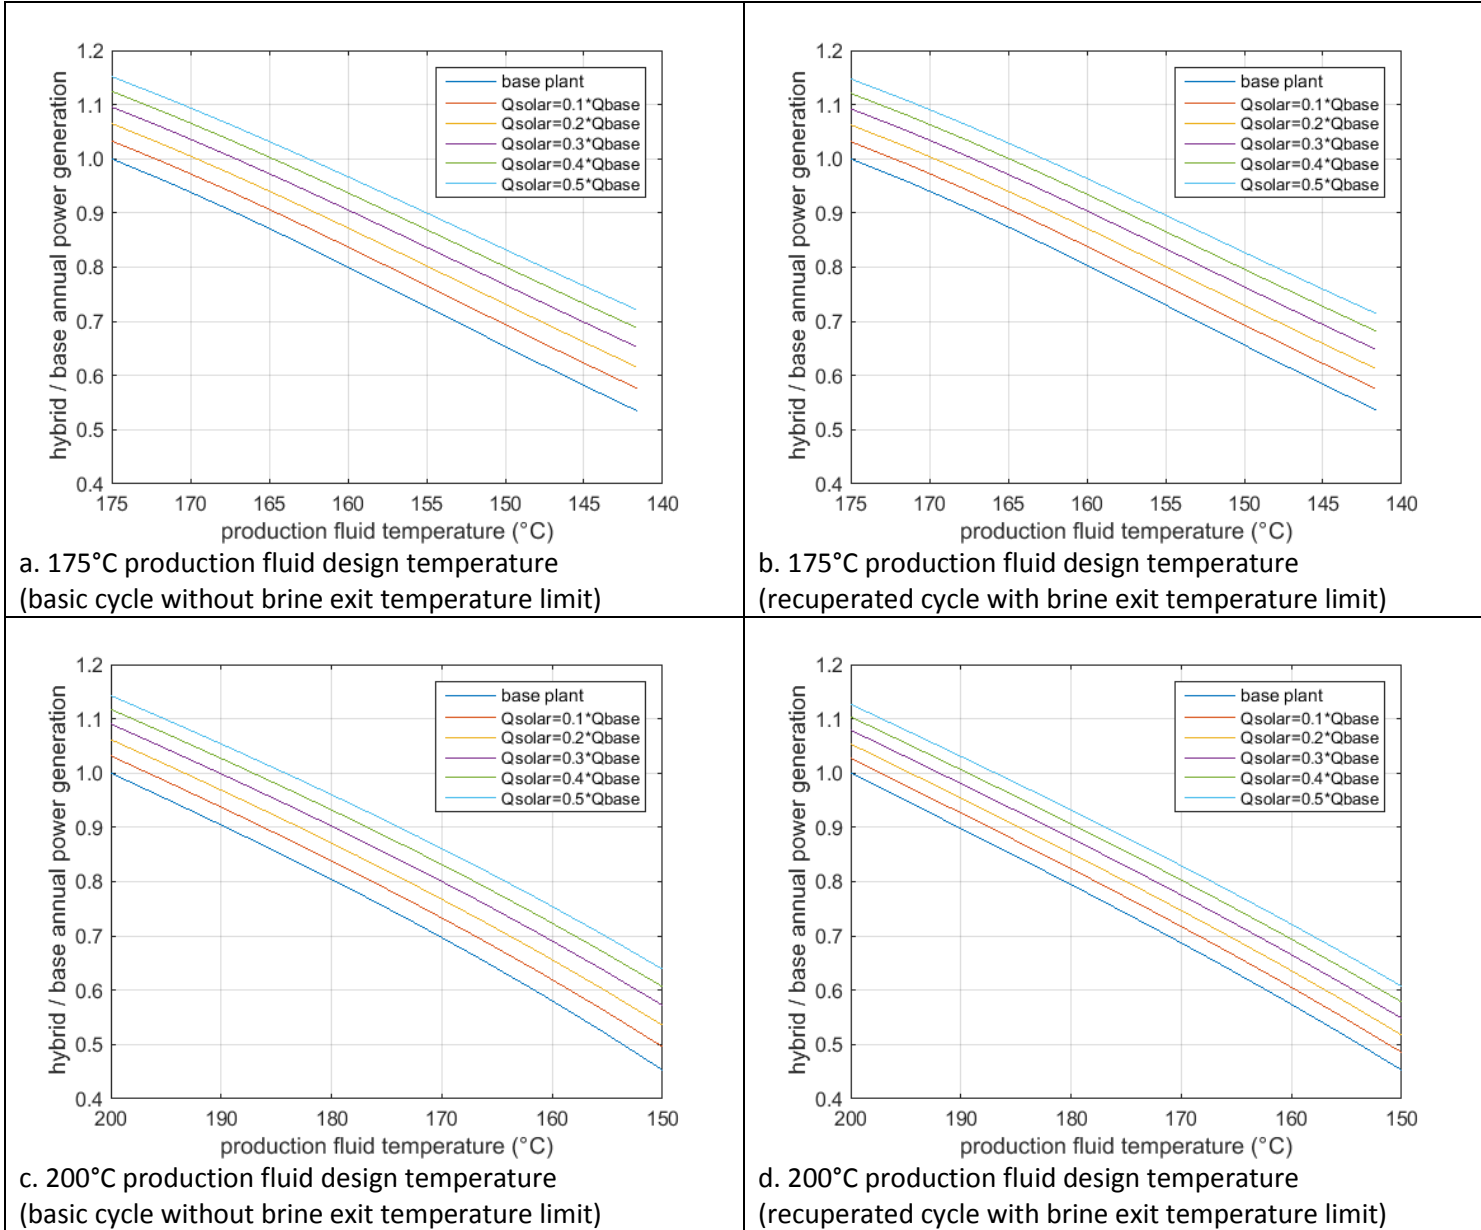 hybrid / base annual power generation
1.2
1.1
1.0
0.9
0.8
0.7
0.6
0.5
0.4
base plant
Qsolar=0.1*Qbase
Qsolar=0.2*Qbase
Qsolar=0.3*Qbase
Qsolar=0.4*Qbase
Qsolar=0.5*Qbase
175 170 165 160 155 150 145 140
production fluid temperature (°C)
a. 175°C production fluid design temperature
(basic cycle without brine exit temperature limit)
hybrid / base annual power generation
1.2
1.1
1.0
0.9
0.8
0.7
0.6
0.5
0.4
base plant
Qsolar=0.1*Qbase
Qsolar=0.2*Qbase
Qsolar=0.3*Qbase
Qsolar=0.4*Qbase
Qsolar=0.5*Qbase
175 170 165 160 155 150 145 140
production fluid temperature (°C)
b. 175°C production fluid design temperature
(recuperated cycle with brine exit temperature limit)
hybrid / base annual power generation
1.2
1.1
1.0
0.9
0.8
0.7
0.6
0.5
0.4
base plant
Qsolar=0.1*Qbase
Qsolar=0.2*Qbase
Qsolar=0.3*Qbase
Qsolar=0.4*Qbase
Qsolar=0.5*Qbase
200 190 180 170 160 150
production fluid temperature (°C)
c. 200°C production fluid design temperature
(basic cycle without brine exit temperature limit)
hybrid / base annual power generation
1.2
1.1
1.0
0.9
0.8
0.7
0.6
0.5
0.4
base plant
Qsolar=0.1*Qbase
Qsolar=0.2*Qbase
Qsolar=0.3*Qbase
Qsolar=0.4*Qbase
Qsolar=0.5*Qbase
200 190 180 170 160 150
production fluid temperature (°C)
d. 200°C production fluid design temperature
(recuperated cycle with brine exit temperature limit)